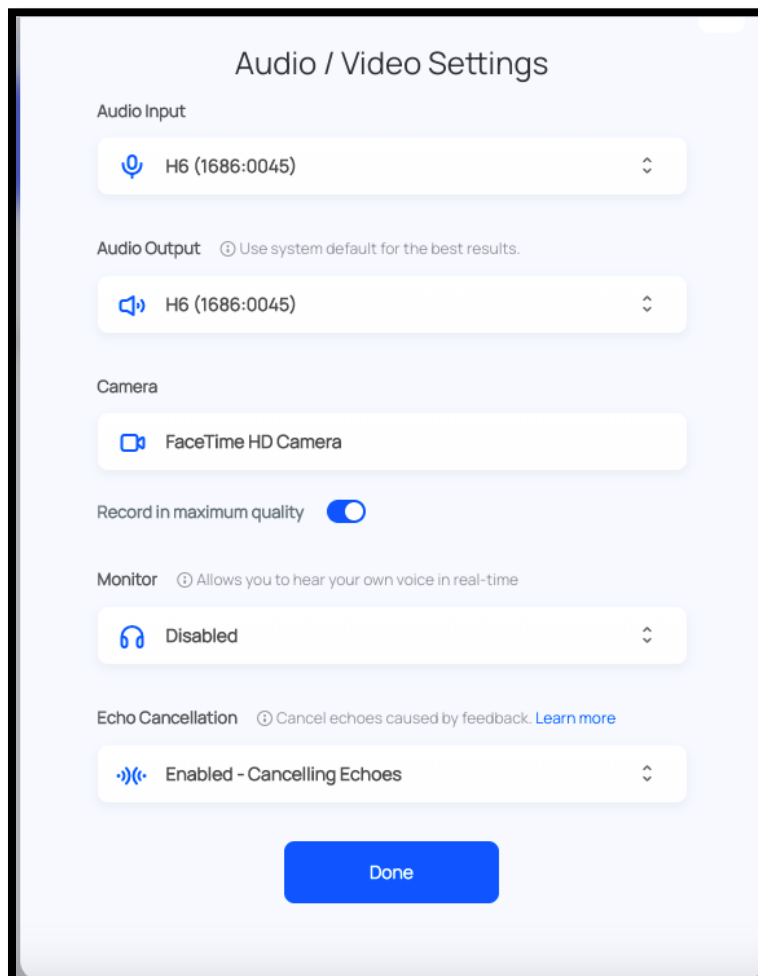 Audio / Video Settings
Audio Input
H6 (1686:0045)
Audio Output Use system default for the best results.
H6 (1686:0045)
Camera
FaceTime HD Camera
Record in maximum quality
Monitor Allows you to hear your own voice in real-time
Disabled
Echo Cancellation Cancel echoes caused by feedback. Learn more
Enabled - Cancelling Echoes
Done